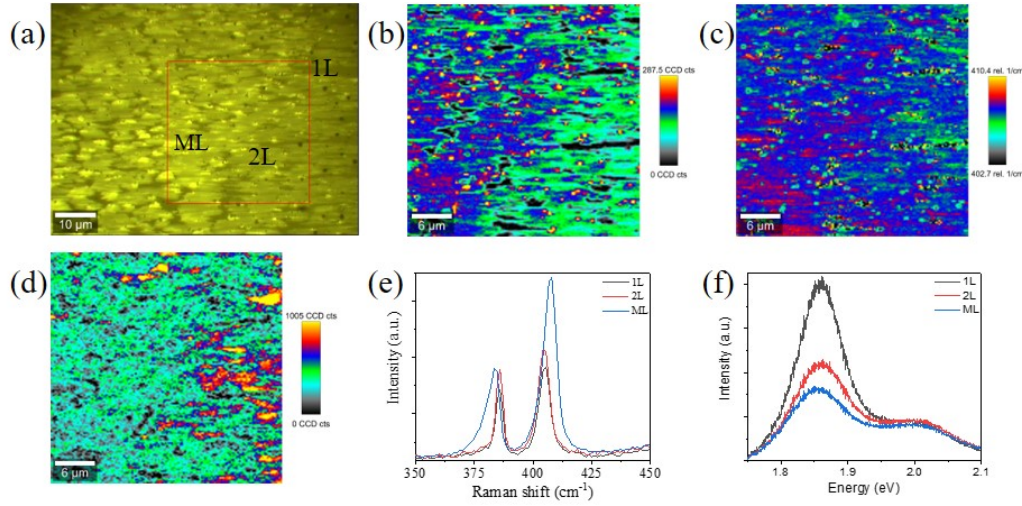 (a)
1L
ML
2L
10 μm
(b)
287.5 CCD cts
0 CCD cts
6 μm
(c)
410.4 rel. 1/cm
402.7 rel. 1/cm
6 μm
(d)
1005 CCD cts
0 CCD cts
6 μm
(e)
1L
2L
ML
Intensity (a.u.)
350 375 400 425 450
Raman shift (cm⁻¹)
(f)
1L
2L
ML
Intensity (a.u)
1.8 1.9 2.0 2.1
Energy (eV)